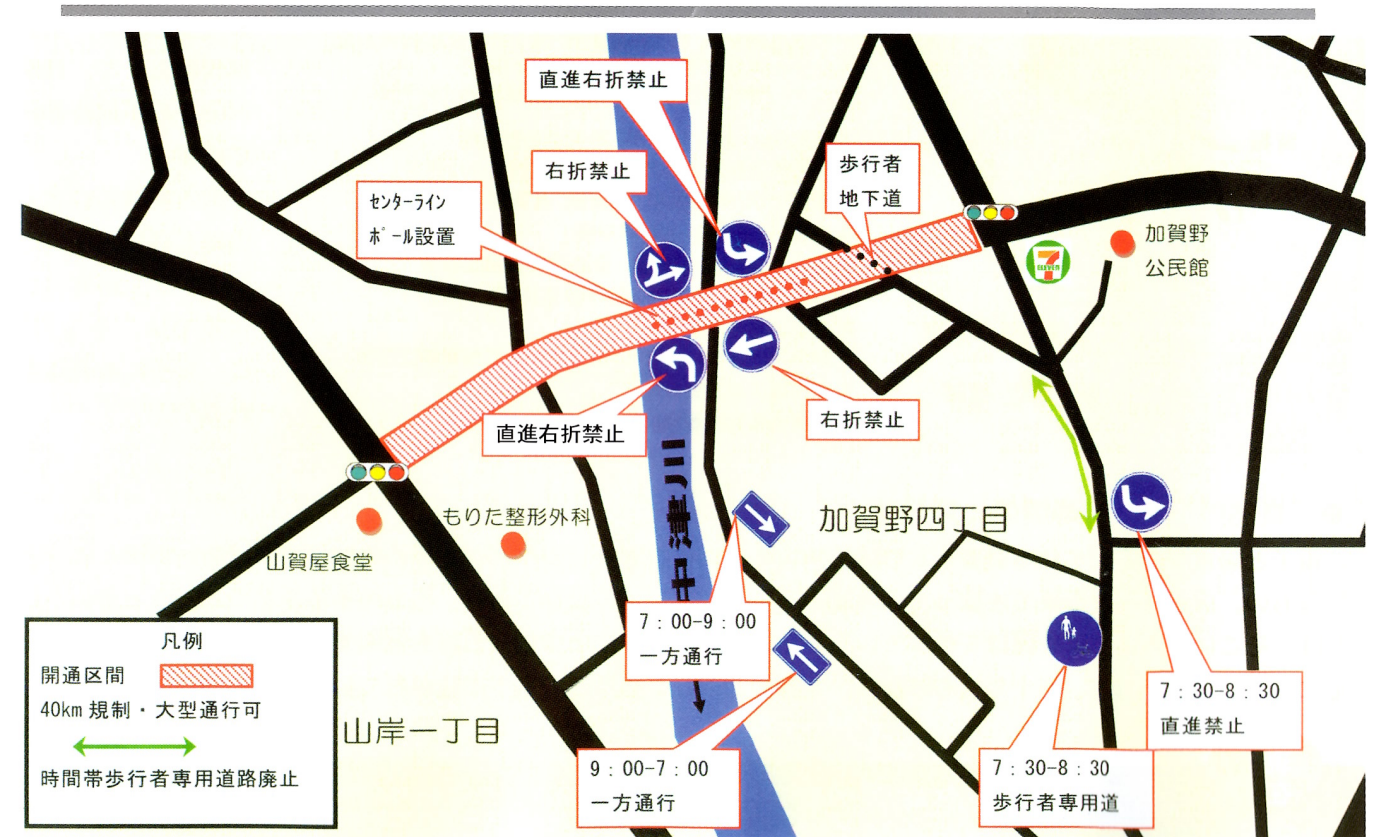 直進右折禁止
右折禁止
歩行者
地下道
センターライン
ポール設置
加賀野
公民館
7
ELEVEN
直進右折禁止
右折禁止
中津川
加賀野四丁目
もりた整形外科
山賀屋食堂
7:00-9:00
一方通行
9:00-7:00
一方通行
7:30-8:30
直進禁止
7:30-8:30
歩行者専用道
山岸一丁目
凡例
開通区間
40km規制・大型通行可
時間帯歩行者専用道路廃止